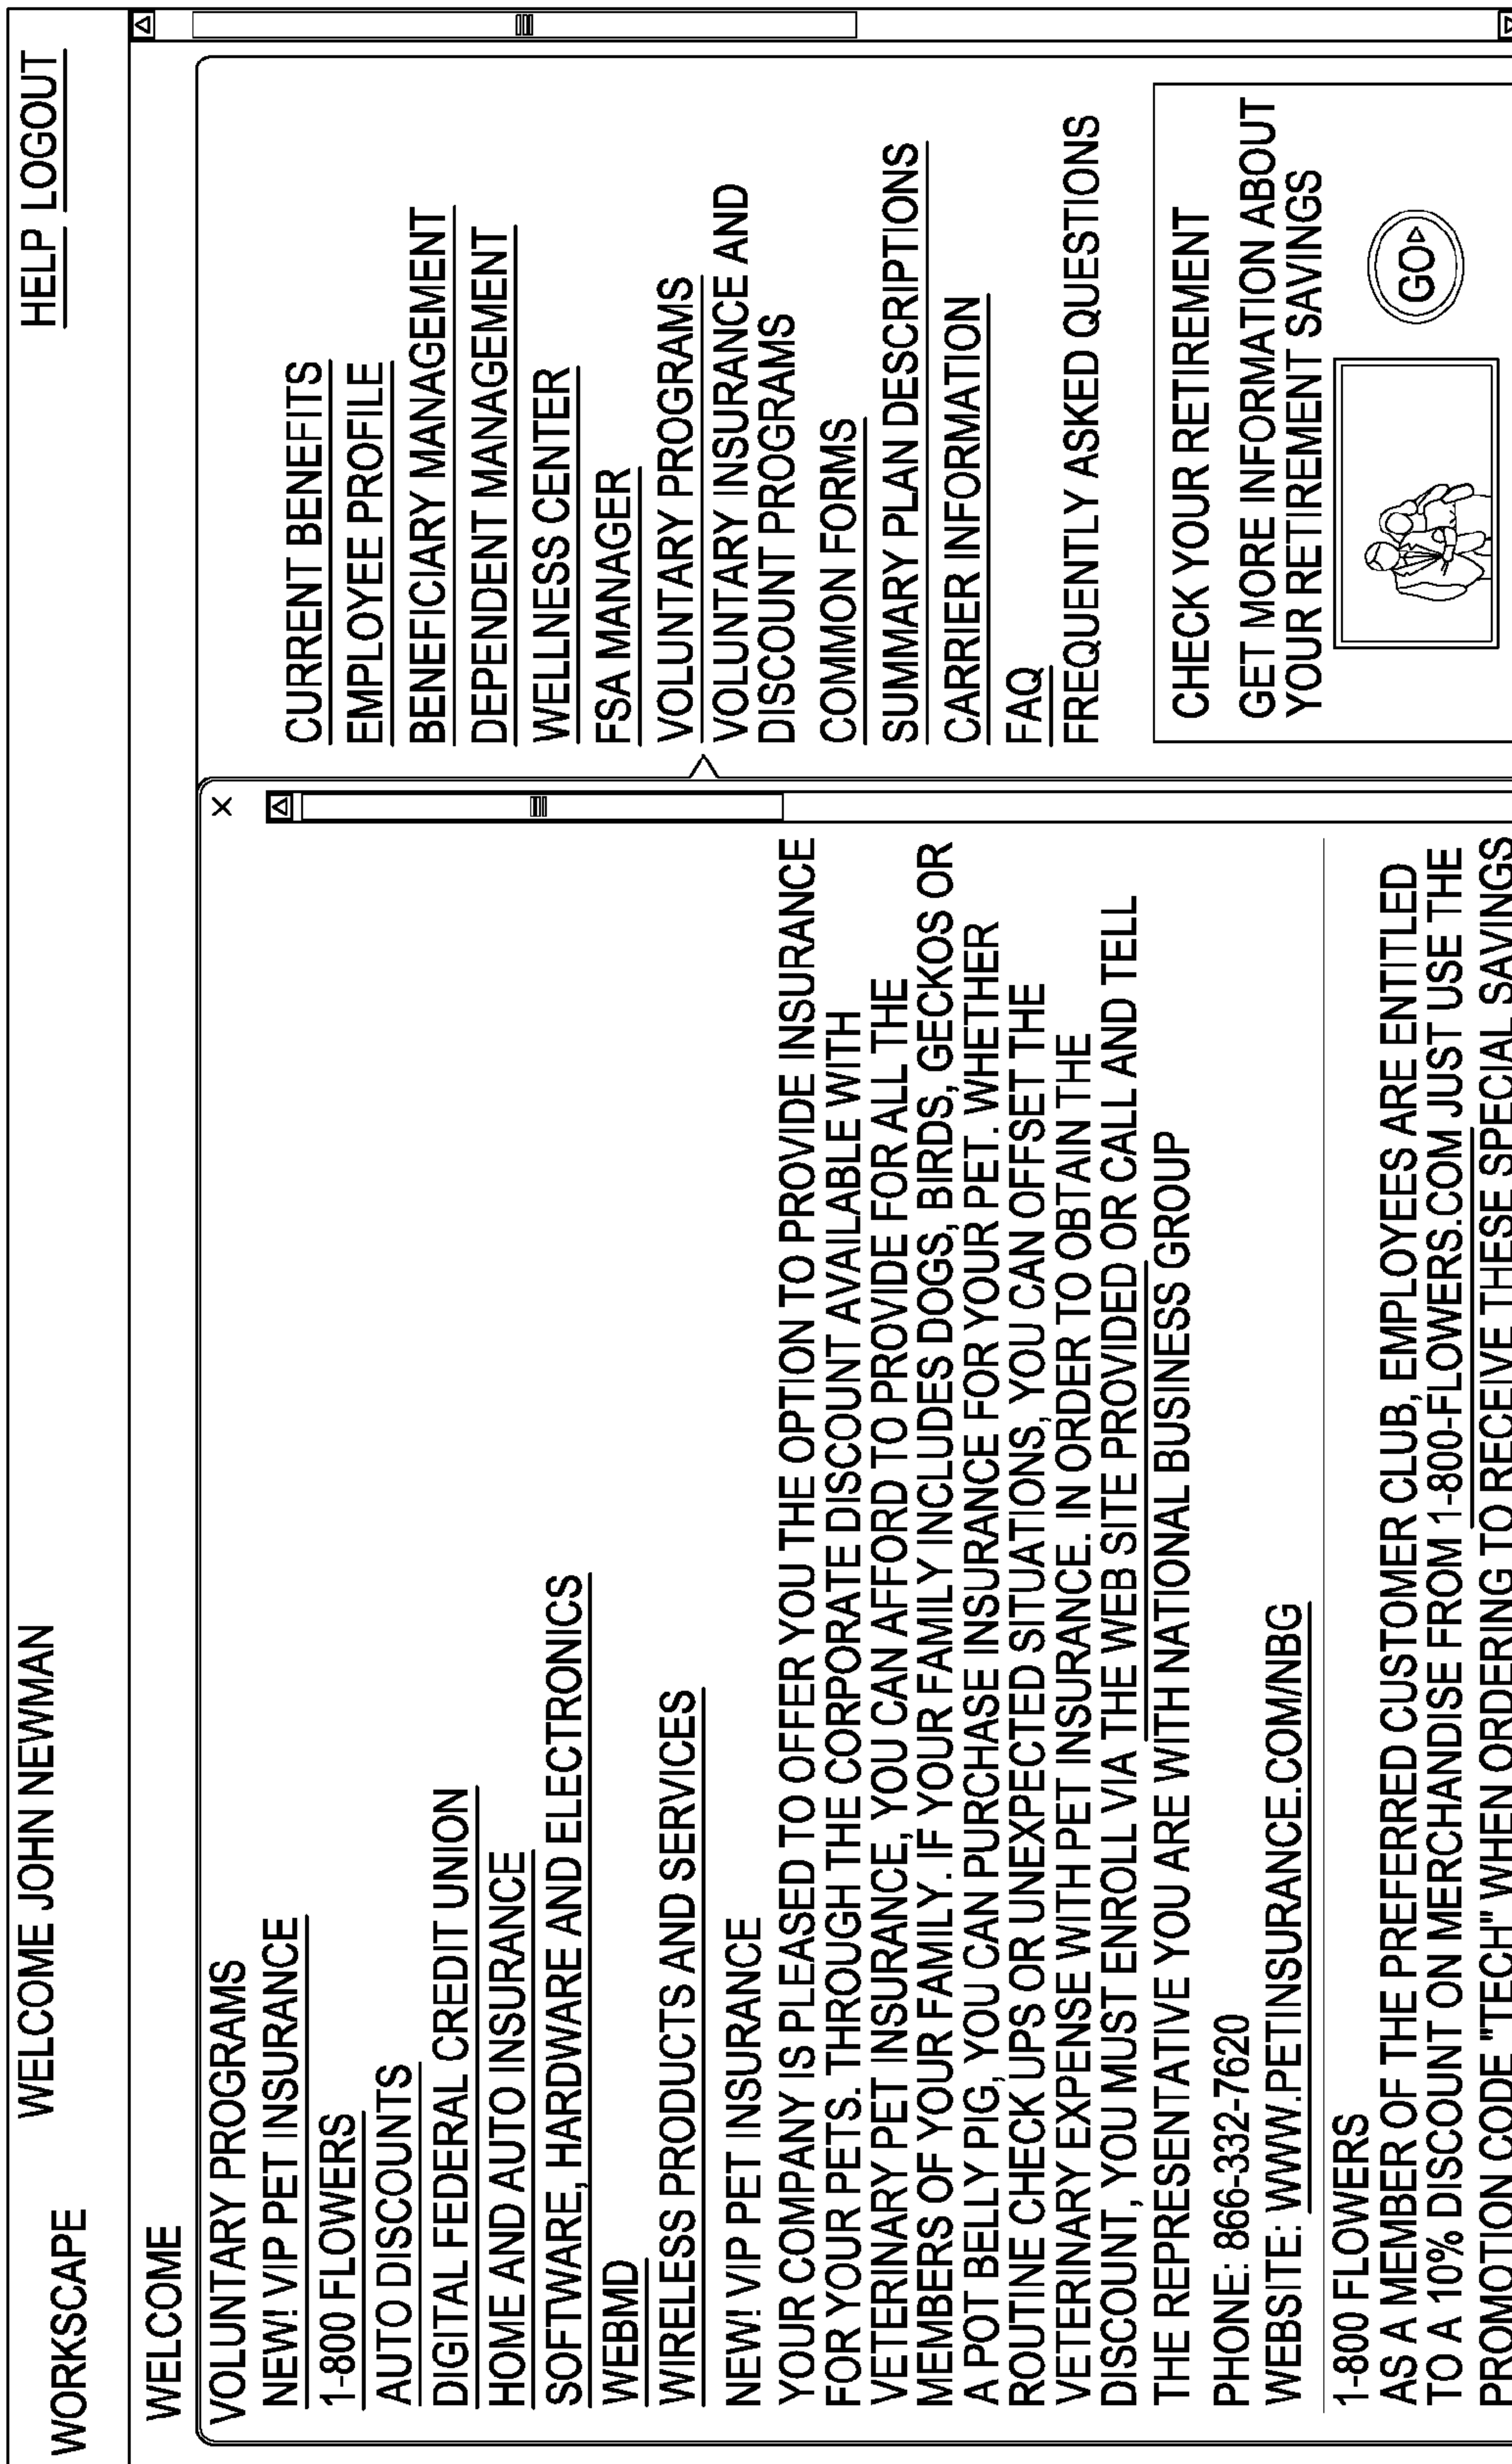 WORKSCAPE
WELCOME JOHN NEWMAN
HELP LOGOUT
WELCOME
VOLUNTARY PROGRAMS
NEW! VIP PET INSURANCE
1-800 FLOWERS
AUTO DISCOUNTS
DIGITAL FEDERAL CREDIT UNION
HOME AND AUTO INSURANCE
SOFTWARE, HARDWARE AND ELECTRONICS
WEBMD
WIRELESS PRODUCTS AND SERVICES
NEW! VIP PET INSURANCE
YOUR COMPANY IS PLEASED TO OFFER YOU THE OPTION TO PROVIDE INSURANCE
FOR YOUR PETS. THROUGH THE CORPORATE DISCOUNT AVAILABLE WITH
VETERINARY PET INSURANCE, YOU CAN AFFORD TO PROVIDE FOR ALL THE
MEMBERS OF YOUR FAMILY. IF YOUR FAMILY INCLUDES DOGS, BIRDS, GECKOS OR
A POT BELLY PIG, YOU CAN PURCHASE INSURANCE FOR YOUR PET. WHETHER
ROUTINE CHECK UPS OR UNEXPECTED SITUATIONS, YOU CAN OFFSET THE
VETERINARY EXPENSE WITH PET INSURANCE. IN ORDER TO OBTAIN THE
DISCOUNT, YOU MUST ENROLL VIA THE WEB SITE PROVIDED OR CALL AND TELL
THE REPRESENTATIVE YOU ARE WITH NATIONAL BUSINESS GROUP
PHONE: 866-332-7620
WEBSITE: WWW.PETINSURANCE.COM/NBG
1-800 FLOWERS
AS A MEMBER OF THE PREFERRED CUSTOMER CLUB, EMPLOYEES ARE ENTITLED
TO A 10% DISCOUNT ON MERCHANDISE FROM 1-800-FLOWERS.COM JUST USE THE
PROMOTION CODE "TECH" WHEN ORDERING TO RECEIVE THESE SPECIAL SAVINGS
CURRENT BENEFITS
EMPLOYEE PROFILE
BENEFICIARY MANAGEMENT
DEPENDENT MANAGEMENT
WELLNESS CENTER
FSA MANAGER
VOLUNTARY PROGRAMS
VOLUNTARY INSURANCE AND
DISCOUNT PROGRAMS
COMMON FORMS
SUMMARY PLAN DESCRIPTIONS
CARRIER INFORMATION
FAQ
FREQUENTLY ASKED QUESTIONS
CHECK YOUR RETIREMENT
GET MORE INFORMATION ABOUT
YOUR RETIREMENT SAVINGS
GO